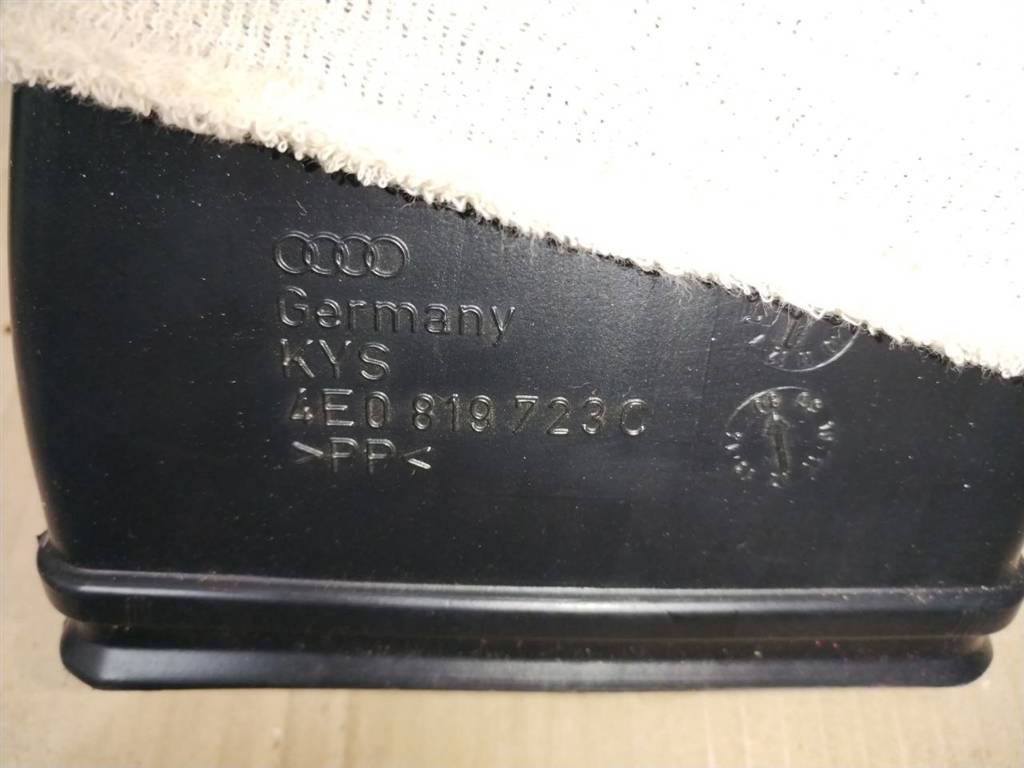 Germany
KYS
4E0 819 723 C
>PP<